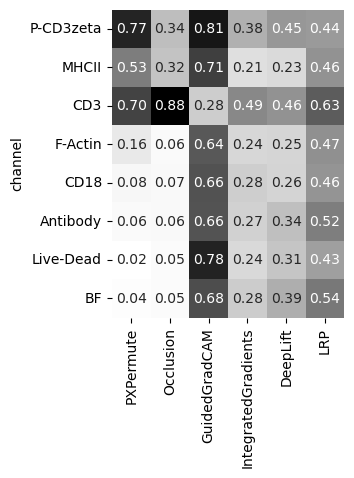 P-CD3zeta 0.77 0.34 0.81 0.38 0.45 0.44
MHCII 0.53 0.32 0.71 0.21 0.23 0.46
CD3 0.70 0.88 0.28 0.49 0.46 0.63
F-Actin 0.16 0.06 0.64 0.24 0.25 0.47
CD18 0.08 0.07 0.66 0.28 0.26 0.46
Antibody 0.06 0.06 0.66 0.27 0.34 0.52
Live-Dead 0.02 0.05 0.78 0.24 0.31 0.43
BF 0.04 0.05 0.68 0.28 0.39 0.54
channel
PXPermute
Occlusion
GuidedGradCAM
IntegratedGradients
DeepLift
LRP